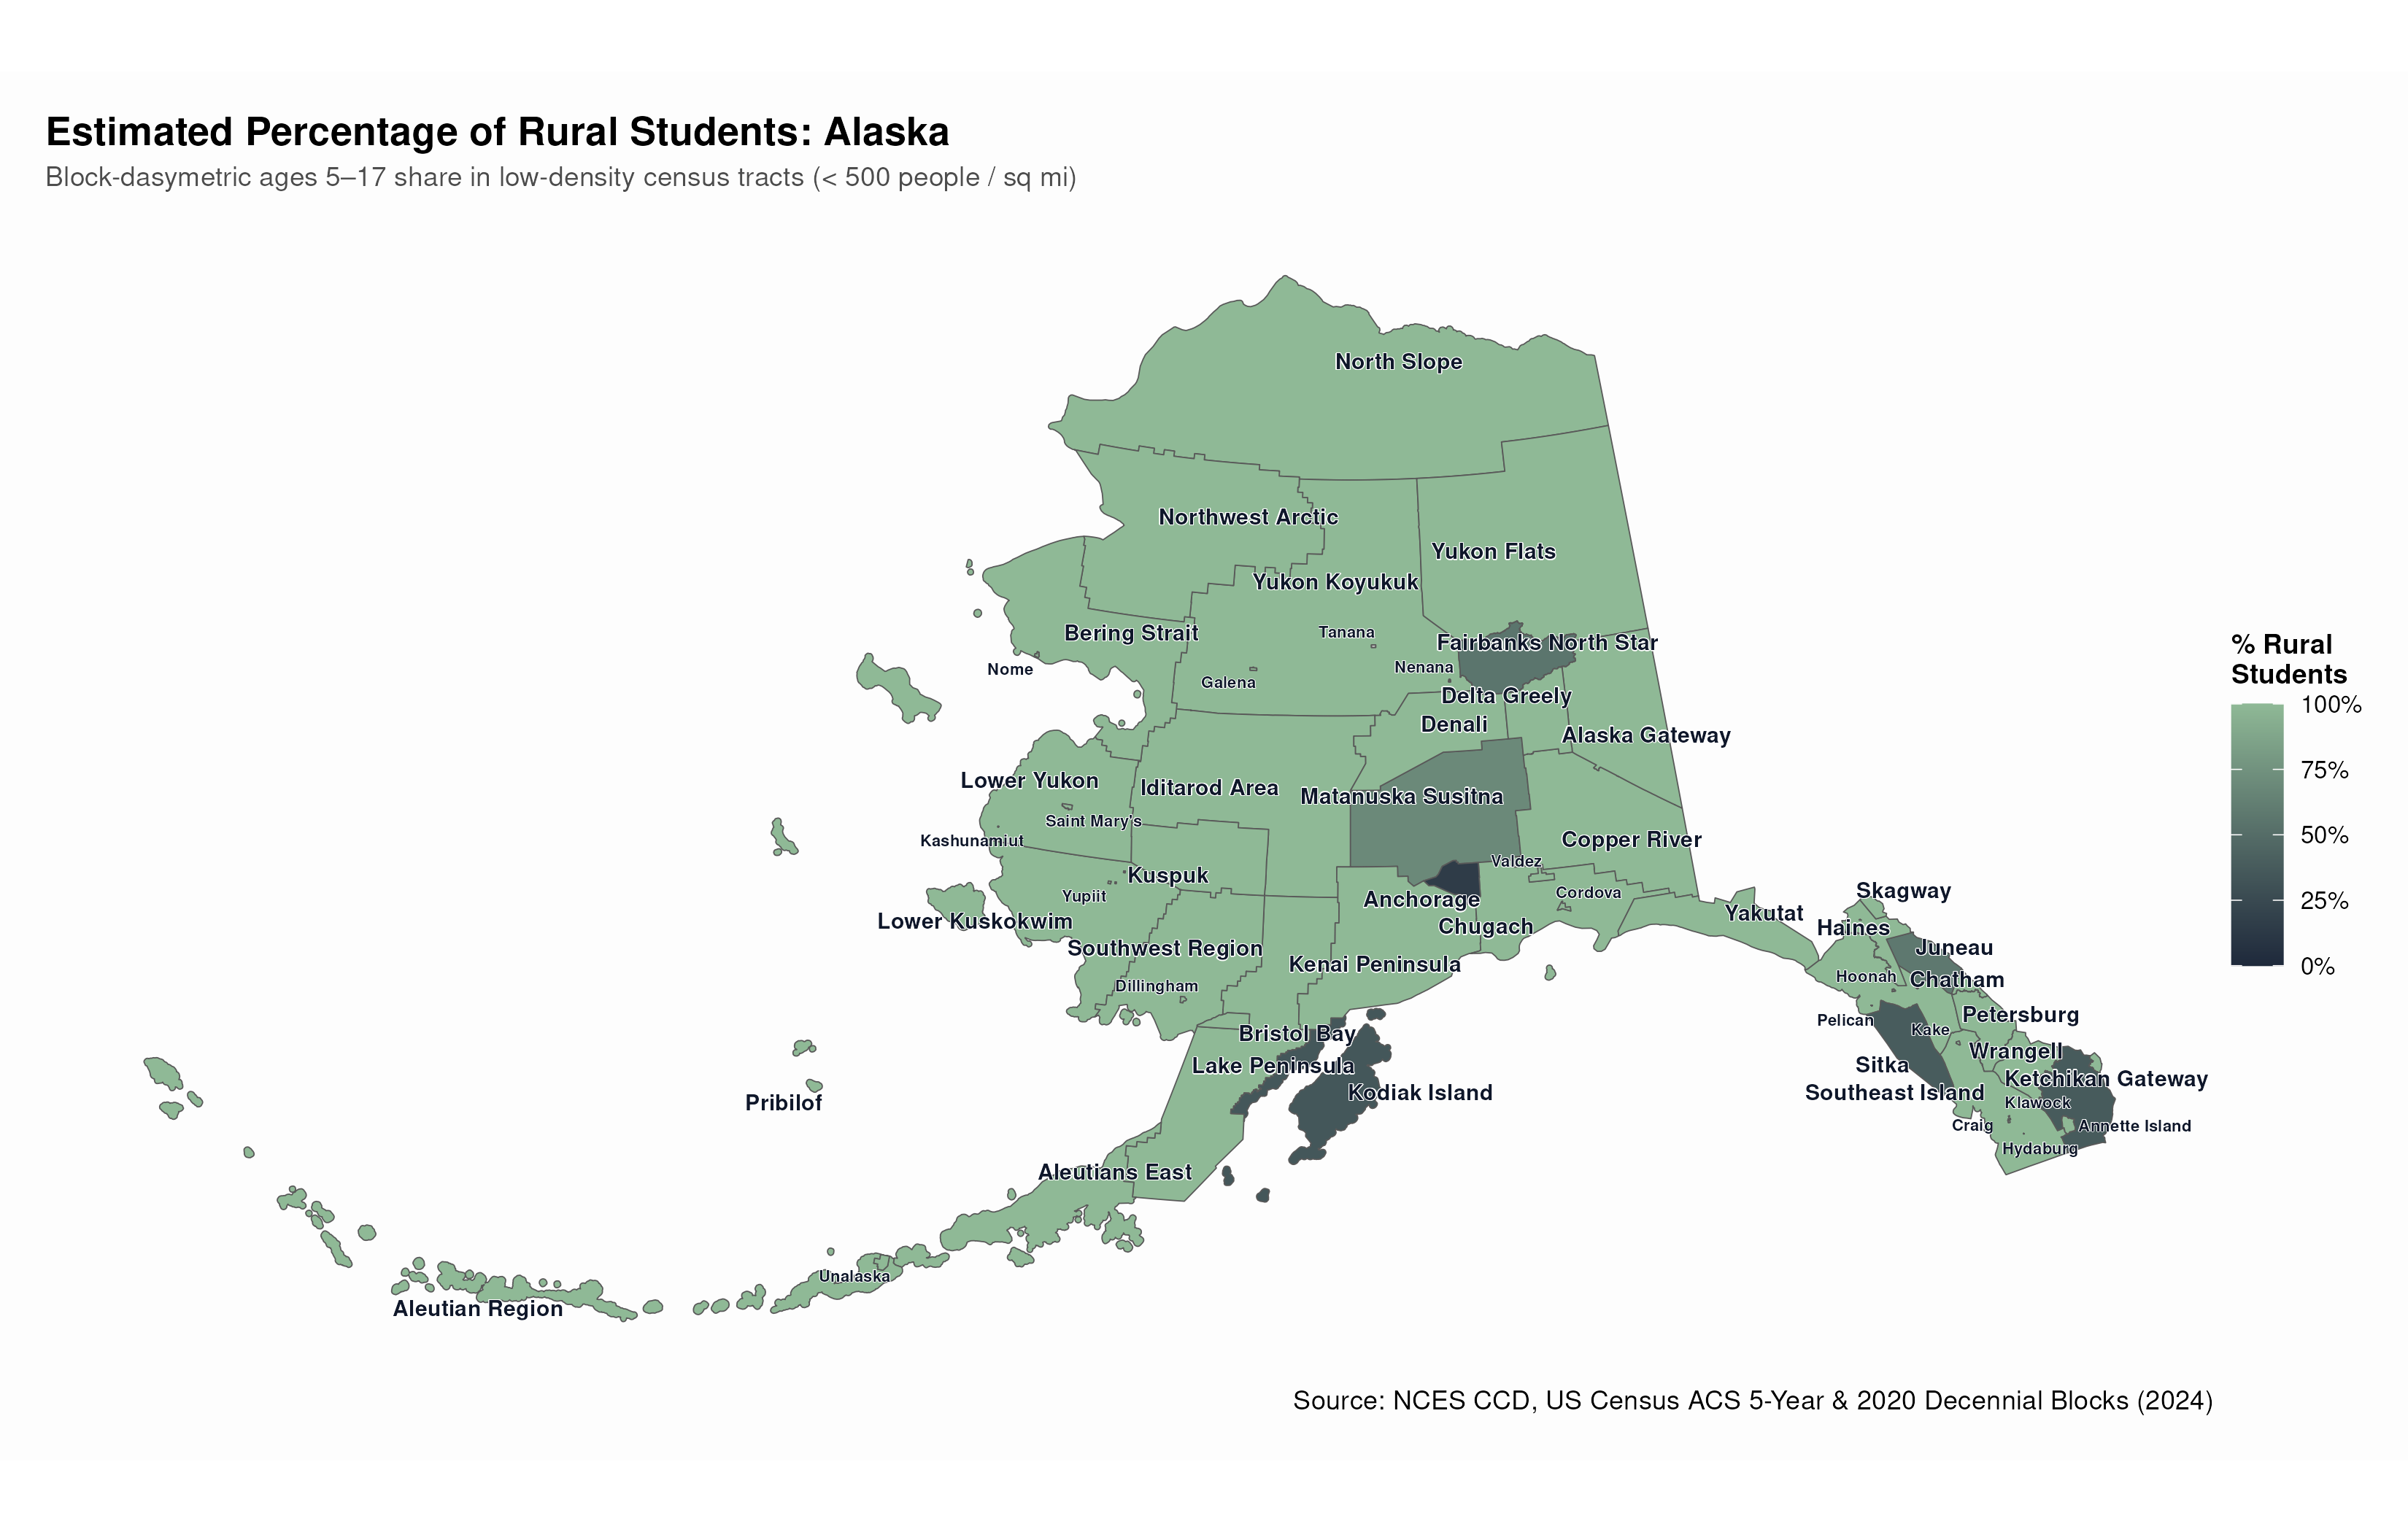 Estimated Percentage of Rural Students: Alaska
Block-dasymetric ages 5–17 share in low-density census tracts (< 500 people / sq mi)
North Slope
Northwest Arctic
Yukon Flats
Yukon Koyukuk
Bering Strait
Tanana
Fairbanks North Star
Nome
Nenana
Galena
Delta Greely
Denali
Alaska Gateway
Lower Yukon
Iditarod Area
Matanuska Susitna
Saint Mary's
Kashunamiut
Copper River
Valdez
Kuspuk
Yupiit
Anchorage
Cordova
Skagway
Lower Kuskokwim
Chugach
Yakutat
Haines
Southwest Region
Juneau
Kenai Peninsula
Dillingham
Hoonah
Chatham
Bristol Bay
Pelican
Kake
Petersburg
Lake Peninsula
Sitka
Wrangell
Kodiak Island
Southeast Island
Ketchikan Gateway
Pribilof
Klawock
Craig
Annette Island
Hydaburg
Aleutians East
Unalaska
Aleutian Region
% Rural
Students
100%
75%
50%
25%
0%
Source: NCES CCD, US Census ACS 5-Year & 2020 Decennial Blocks (2024)